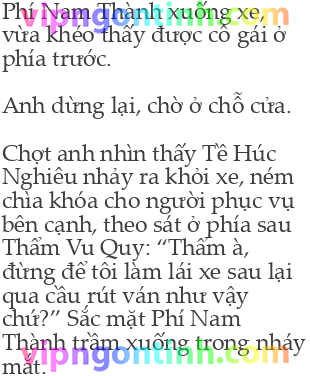 Phí Nam Thành xuống xe,
vipngontinh.com
vừa khéo thấy được cô gái ở
phía trước.
Anh dừng lại, chờ ở chỗ cửa.
Chợt anh nhìn thấy Tề Húc
Nghiêu nhảy ra khỏi xe, ném
chìa khóa cho người phục vụ
bên cạnh, theo sát ở phía sau
Thẩm Vu Quy: “Thẩm à,
đừng để tôi làm lái xe sau lại
qua cầu rút ván như vậy
chứ?” Sắc mặt Phí Nam
Thành trầm xuống trong nháy
vipngontinh.com
mắt.